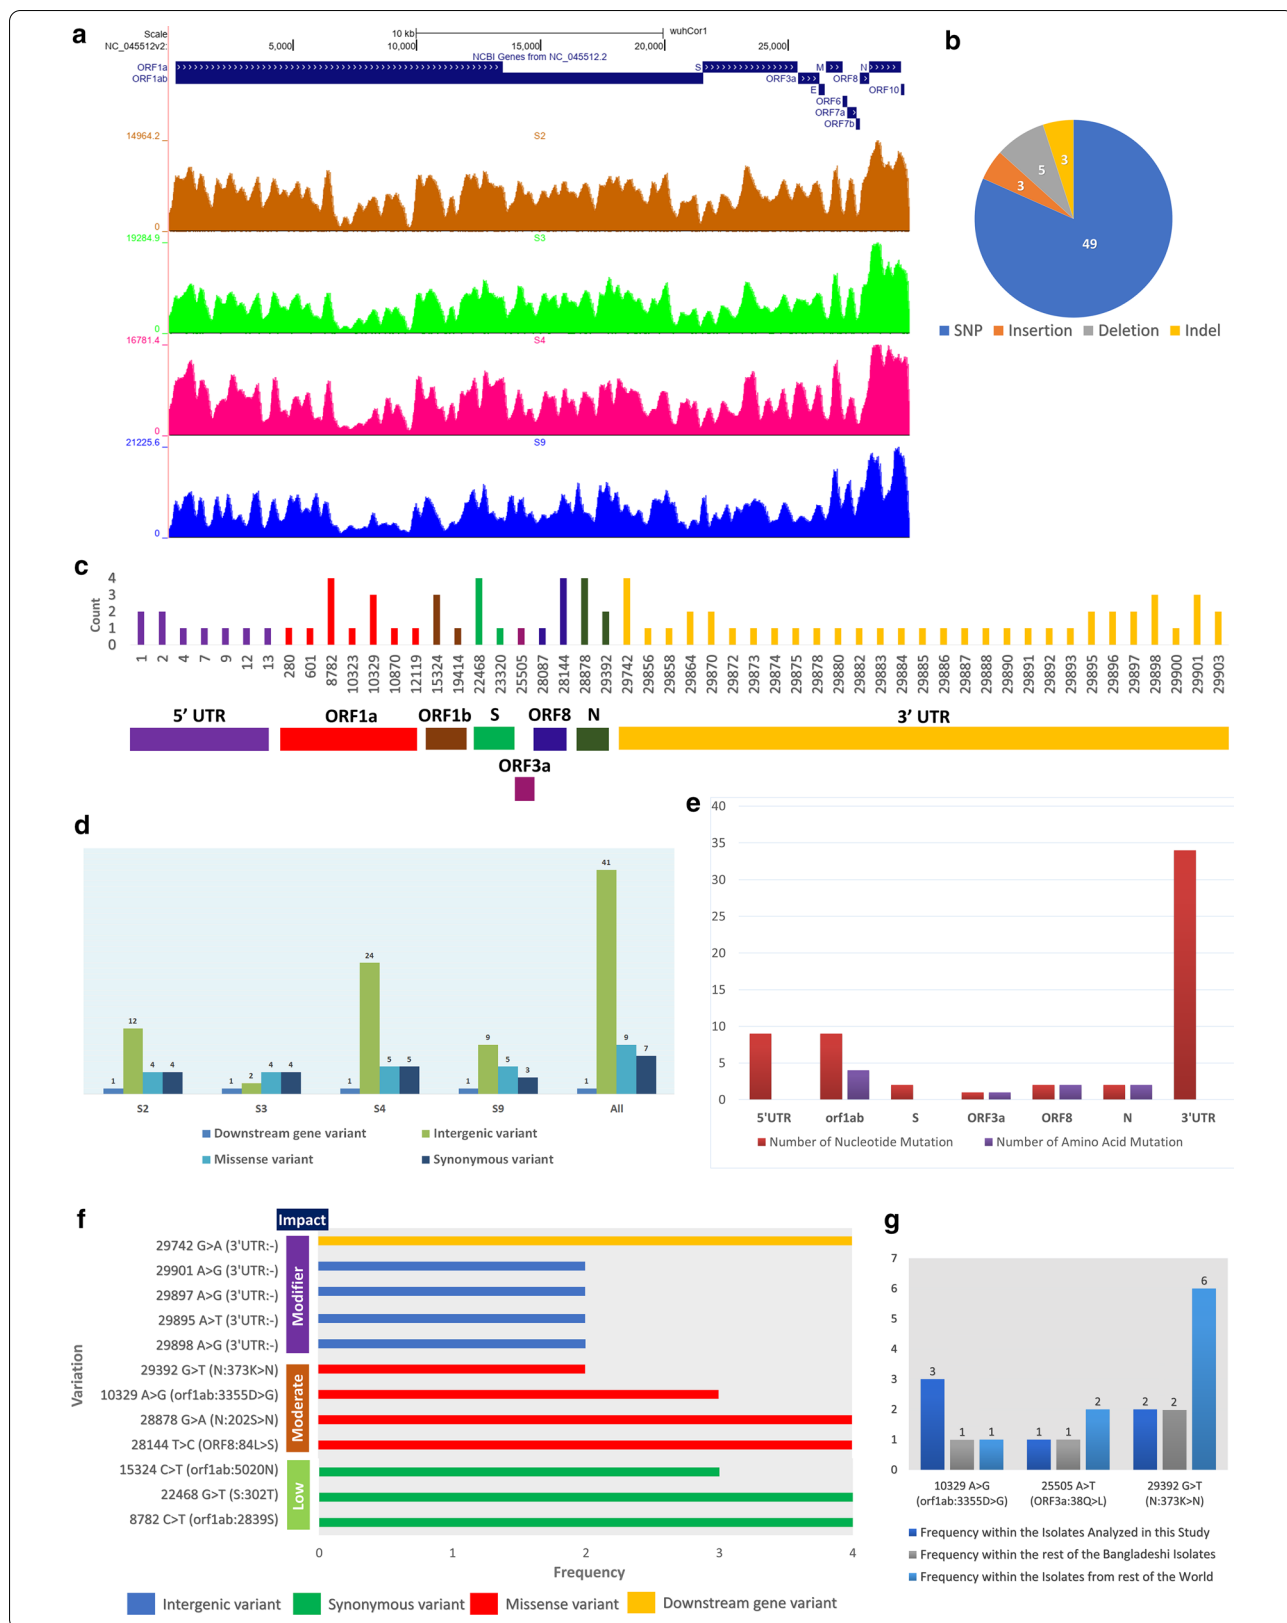 a
Scale
10 kb
wuhCor1
NC_045512v2:
5,000
10,000
15,000
20,000
25,000
NCBI Genes from NC_045512.2
ORF1a
ORF1ab
S
ORF3a
E
M
ORF6
ORF7a
ORF7b
ORF8
N
ORF10
14964.2
S2
0
19284.9
S3
0
16781.4
S4
0
21225.6
S9
0
b
3
5
3
49
SNP Insertion Deletion Indel
c
Count
4
3
2
1
0
1 2 4 7 9 12 13 280 601 8782 10323 10329 10870 12119 15324 19414 22468 23320 25505 28087 28144 28878 29392 29742 29856 29858 29864 29870 29872 29873 29874 29875 29878 29880 29882 29883 29884 29885 29886 29887 29888 29890 29891 29892 29893 29895 29896 29897 29898 29900 29901 29903
5’ UTR ORF1a ORF1b S ORF8 N 3’ UTR
ORF3a
d
1 12 4 4
1 2 4 4
1 24 5 5
1 9 5 3
1 41 9 7
S2 S3 S4 S9 All
Downstream gene variant Intergenic variant
Missense variant Synonymous variant
e
40
35
30
25
20
15
10
5
0
5'UTR orf1ab S ORF3a ORF8 N 3'UTR
Number of Nucleotide Mutation Number of Amino Acid Mutation
f
Impact
Variation
29742 G>A (3'UTR:-)
29901 A>G (3'UTR:-)
29897 A>G (3'UTR:-)
29895 A>T (3'UTR:-)
29898 A>G (3'UTR:-)
29392 G>T (N:373K>N)
10329 A>G (orf1ab:3355D>G)
28878 G>A (N:202S>N)
28144 T>C (ORF8:84L>S)
15324 C>T (orf1ab:5020N)
22468 G>T (S:302T)
8782 C>T (orf1ab:2839S)
Modifier
Moderate
Low
0 1 2 3 4
Frequency
Intergenic variant Synonymous variant Missense variant Downstream gene variant
g
7
6
5
4
3
2
1
0
3 1 1
1 1 2
2 2 6
10329 A>G
(orf1ab:3355D>G)
25505 A>T
(ORF3a:38Q>L)
29392 G>T
(N:373K>N)
Frequency within the Isolates Analyzed in this Study
Frequency within the rest of the Bangladeshi Isolates
Frequency within the Isolates from rest of the World